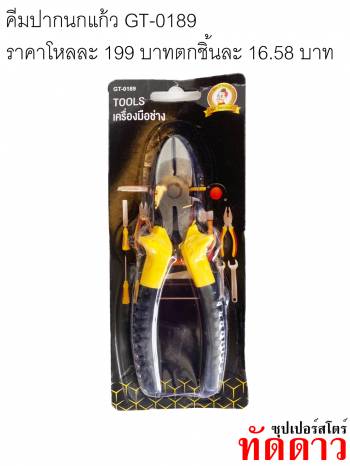 คีมปากนกแก้ว GT-0189
ราคาโหลละ 199 บาทตกชิ้นละ 16.58 บาท
GT-0189
TOOLS
เครื่องมือช่าง
ซุปเปอร์สโตร์
ทัดดาว